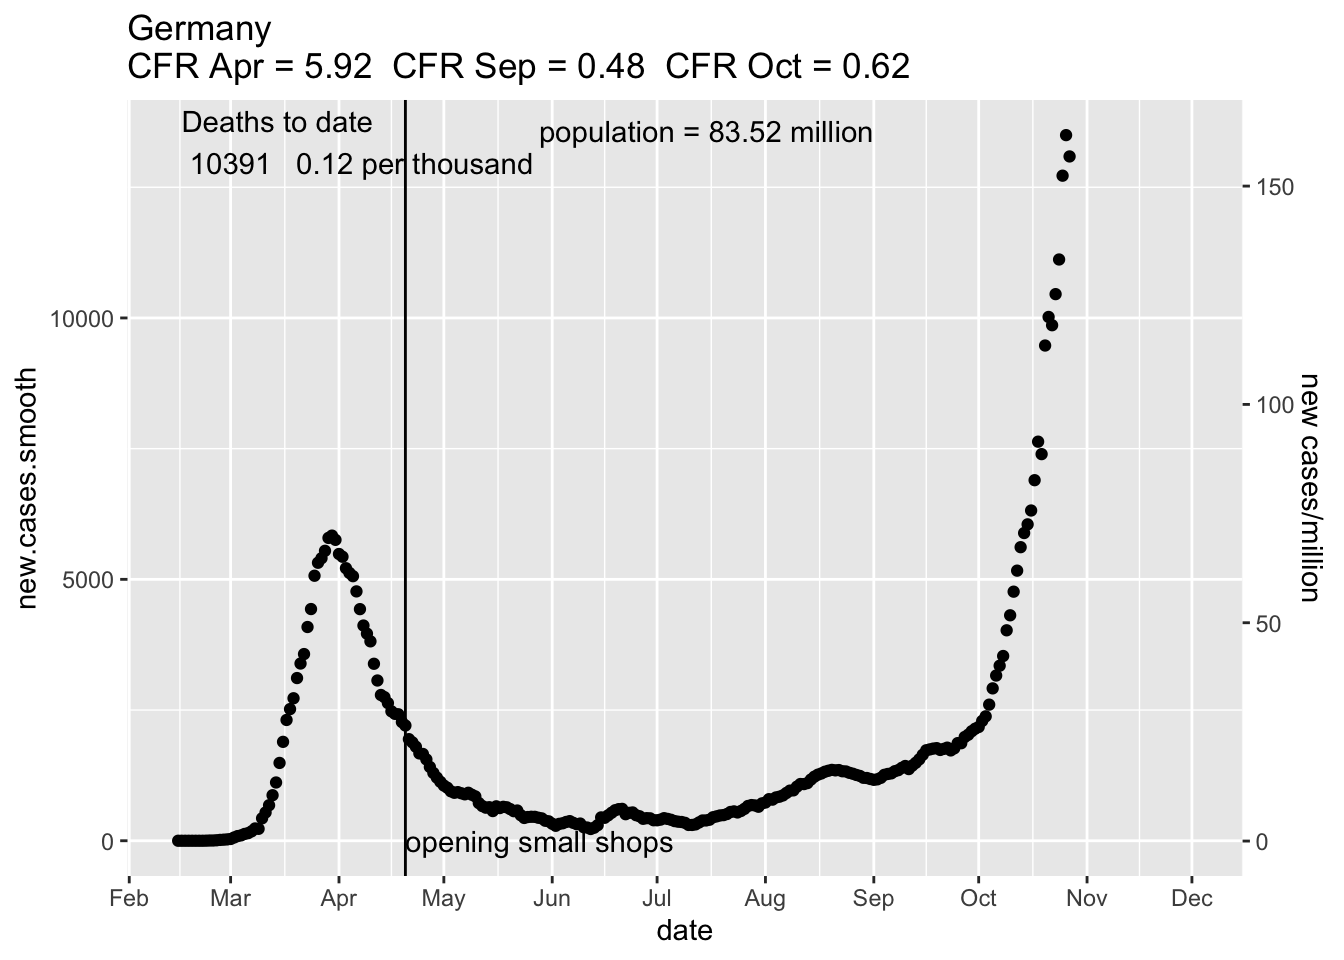 Germany
CFR Apr = 5.92  CFR Sep = 0.48  CFR Oct = 0.62
Deaths to date
10391   0.12 per thousand
population = 83.52 million
new.cases.smooth
10000
5000
0
150
100
50
0
new cases/million
opening small shops
Feb Mar Apr May Jun Jul Aug Sep Oct Nov Dec
date